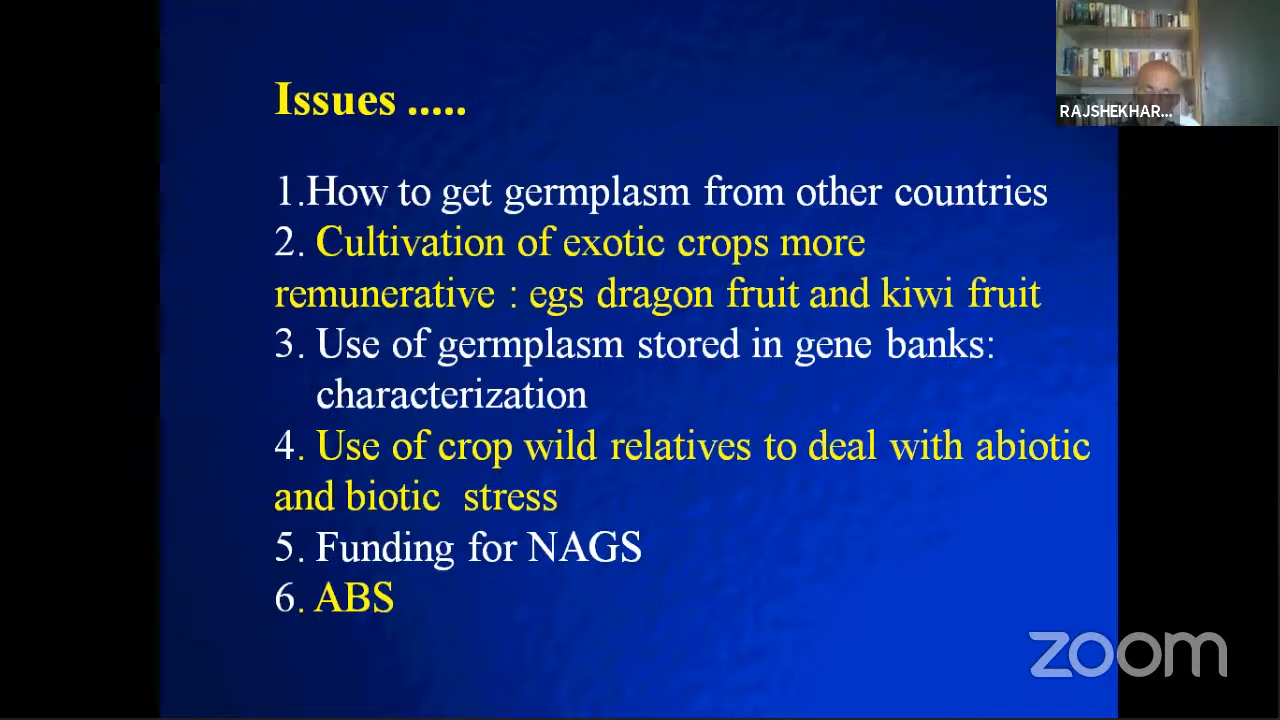 RAJSHEKHAR...
Issues .....
1.How to get germplasm from other countries
2. Cultivation of exotic crops more
remunerative : egs dragon fruit and kiwi fruit
3. Use of germplasm stored in gene banks:
characterization
4. Use of crop wild relatives to deal with abiotic
and biotic stress
5. Funding for NAGS
6. ABS
zoom